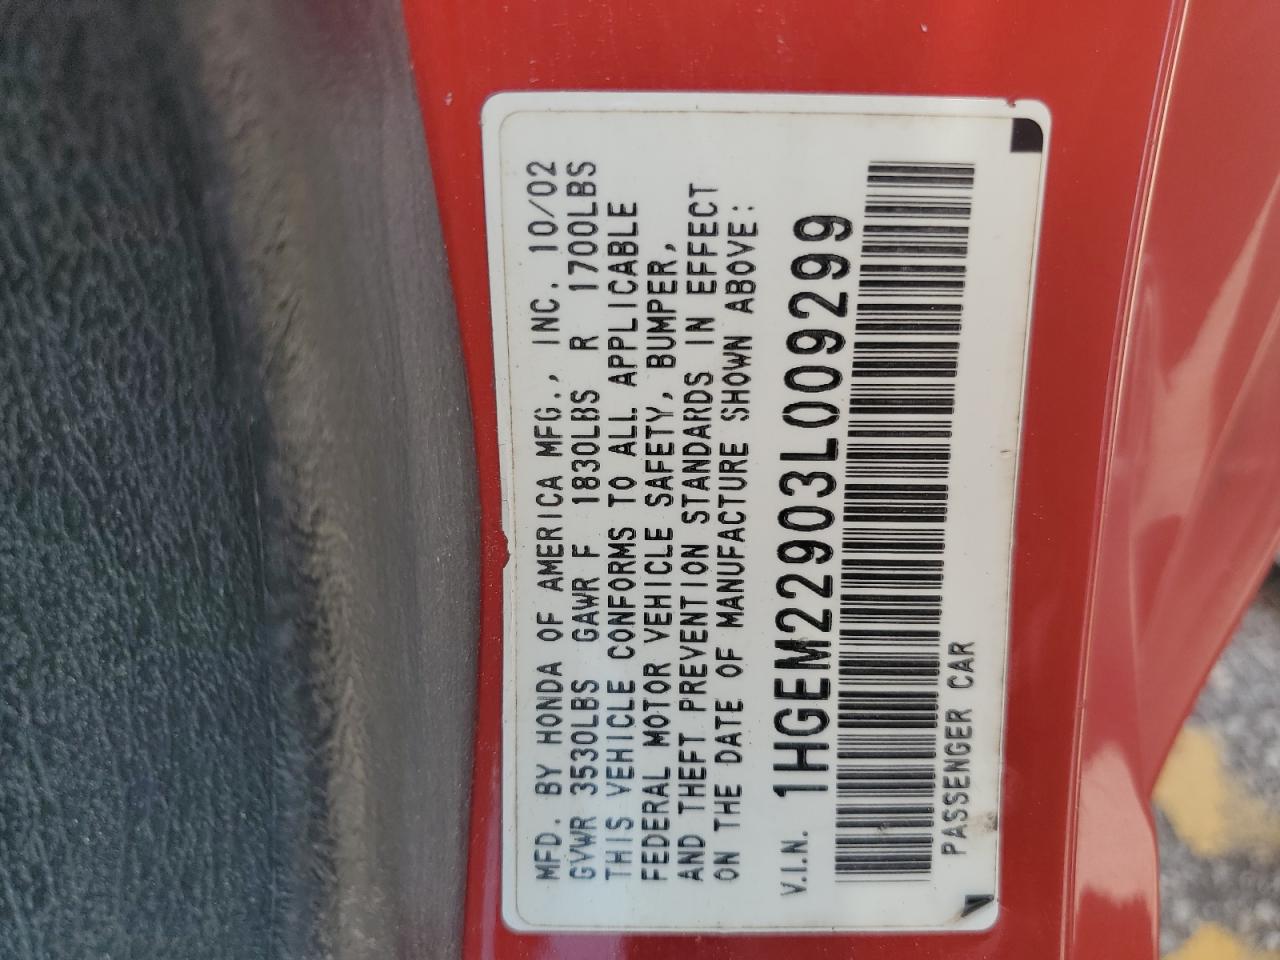 MFD. BY HONDA OF AMERICA MFG., INC. 10/02
GVWR 3530LBS GAWR F 1830LBS R 1700LBS
THIS VEHICLE CONFORMS TO ALL APPLICABLE
FEDERAL MOTOR VEHICLE SAFETY, BUMPER,
AND THEFT PREVENTION STANDARDS IN EFFECT
ON THE DATE OF MANUFACTURE SHOWN ABOVE:
V.I.N. 1HGEM22903L009299
PASSENGER CAR